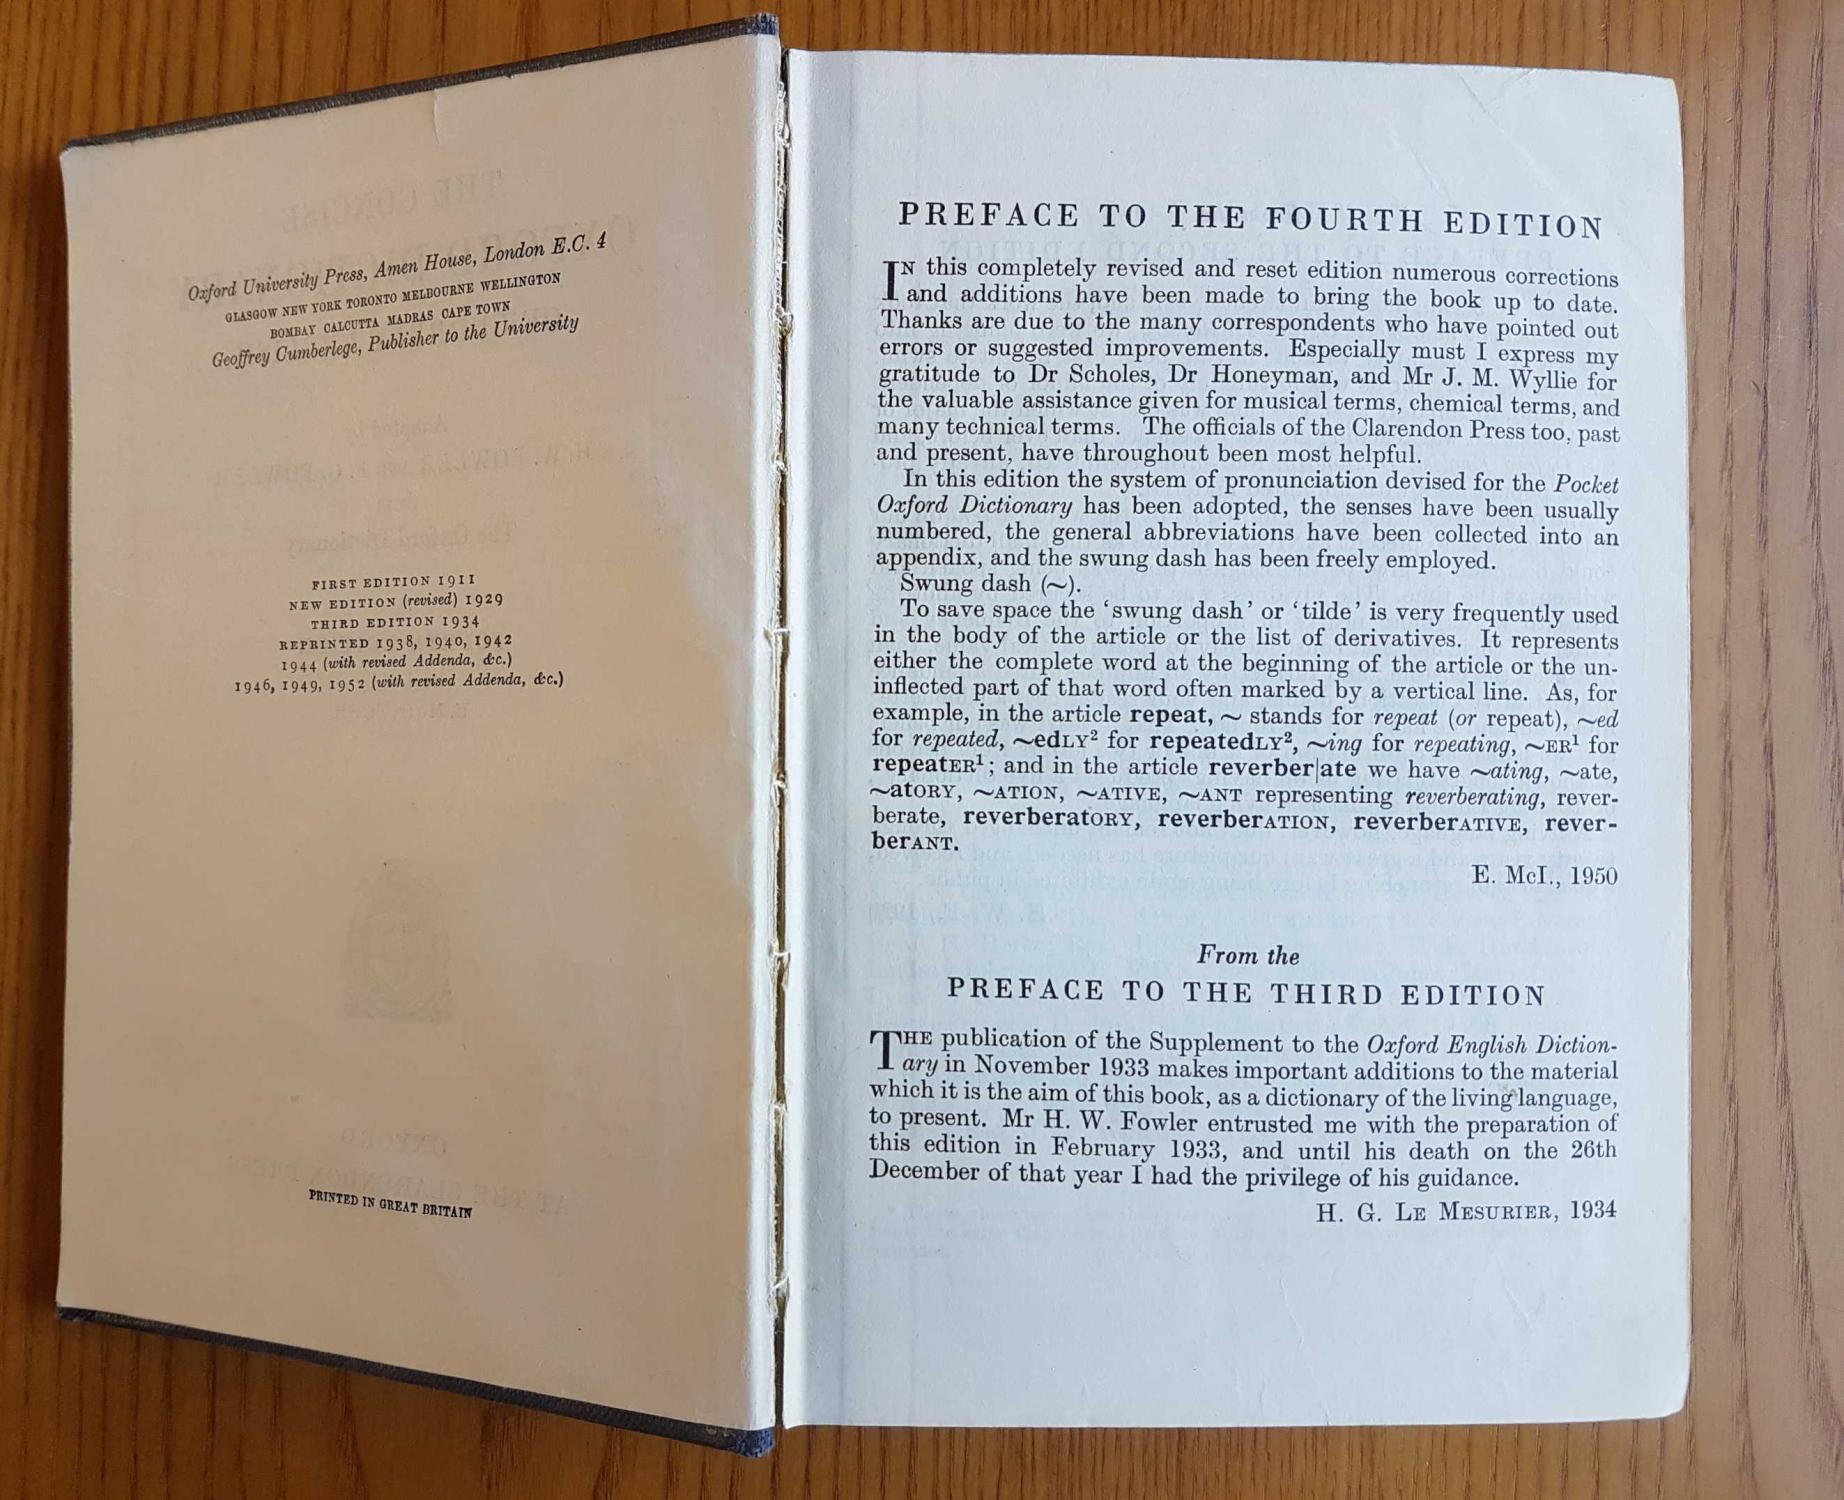 Oxford University Press, Amen House, London E.C. 4
GLASGOW NEW YORK TORONTO MELBOURNE WELLINGTON
BOMBAY CALCUTTA MADRAS CAPE TOWN
Geoffrey Cumberlege, Publisher to the University
FIRST EDITION 1911
NEW EDITION (revised) 1929
THIRD EDITION 1934
REPRINTED 1938, 1940, 1942
1944 (with revised Addenda, &c.)
1946, 1949, 1952 (with revised Addenda, &c.)
PRINTED IN GREAT BRITAIN
PREFACE TO THE FOURTH EDITION
IN this completely revised and reset edition numerous corrections
and additions have been made to bring the book up to date.
Thanks are due to the many correspondents who have pointed out
errors or suggested improvements. Especially must I express my
gratitude to Dr Scholes, Dr Honeyman, and Mr J. M. Wyllie for
the valuable assistance given for musical terms, chemical terms, and
many technical terms. The officials of the Clarendon Press too, past
and present, have throughout been most helpful.
In this edition the system of pronunciation devised for the Pocket
Oxford Dictionary has been adopted, the senses have been usually
numbered, the general abbreviations have been collected into an
appendix, and the swung dash has been freely employed.
Swung dash (~).
To save space the ‘swung dash’ or ‘tilde’ is very frequently used
in the body of the article or the list of derivatives. It represents
either the complete word at the beginning of the article or the un-
inflected part of that word often marked by a vertical line. As, for
example, in the article repeat, ~ stands for repeat (or repeat), ~ed
for repeated, ~edLY² for repeatedLY², ~ing for repeating, ~ER¹ for
repeatER¹; and in the article reverber|ate we have ~ating, ~ate,
~atORY, ~ATION, ~ATIVE, ~ANT representing reverberating, rever-
berate, reverberatORY, reverberATION, reverberATIVE, rever-
berANT.
E. McI., 1950
From the
PREFACE TO THE THIRD EDITION
THE publication of the Supplement to the Oxford English Diction-
ary in November 1933 makes important additions to the material
which it is the aim of this book, as a dictionary of the living language,
to present. Mr H. W. Fowler entrusted me with the preparation of
this edition in February 1933, and until his death on the 26th
December of that year I had the privilege of his guidance.
H. G. LE MESURIER, 1934